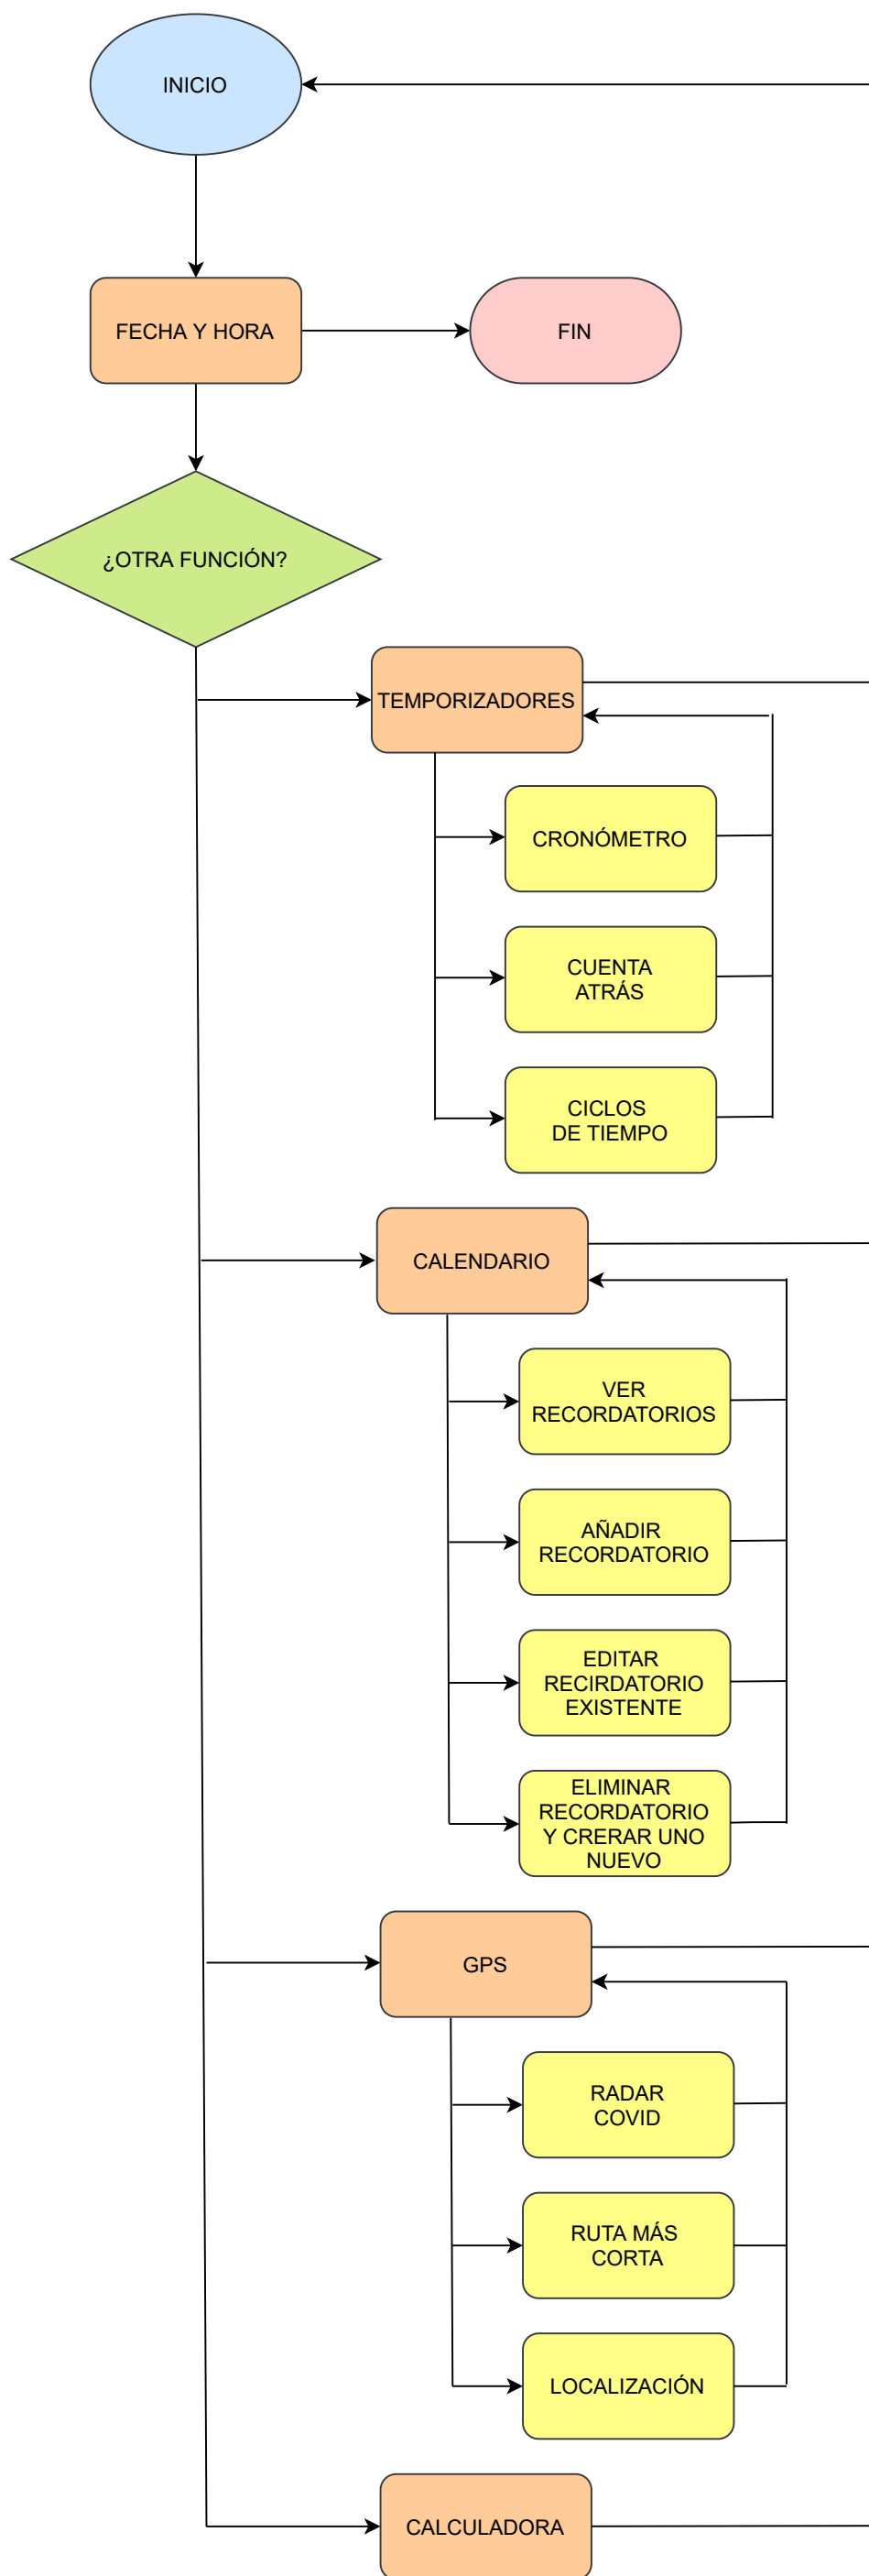 INICIO
FECHA Y HORA
FIN
¿OTRA FUNCIÓN?
TEMPORIZADORES
CRONÓMETRO
CUENTA
ATRÁS
CICLOS
DE TIEMPO
CALENDARIO
VER
RECORDATORIOS
AÑADIR
RECORDATORIO
EDITAR
RECIRDATORIO
EXISTENTE
ELIMINAR
RECORDATORIO
Y CRERAR UNO
NUEVO
GPS
RADAR
COVID
RUTA MÁS
CORTA
LOCALIZACIÓN
CALCULADORA